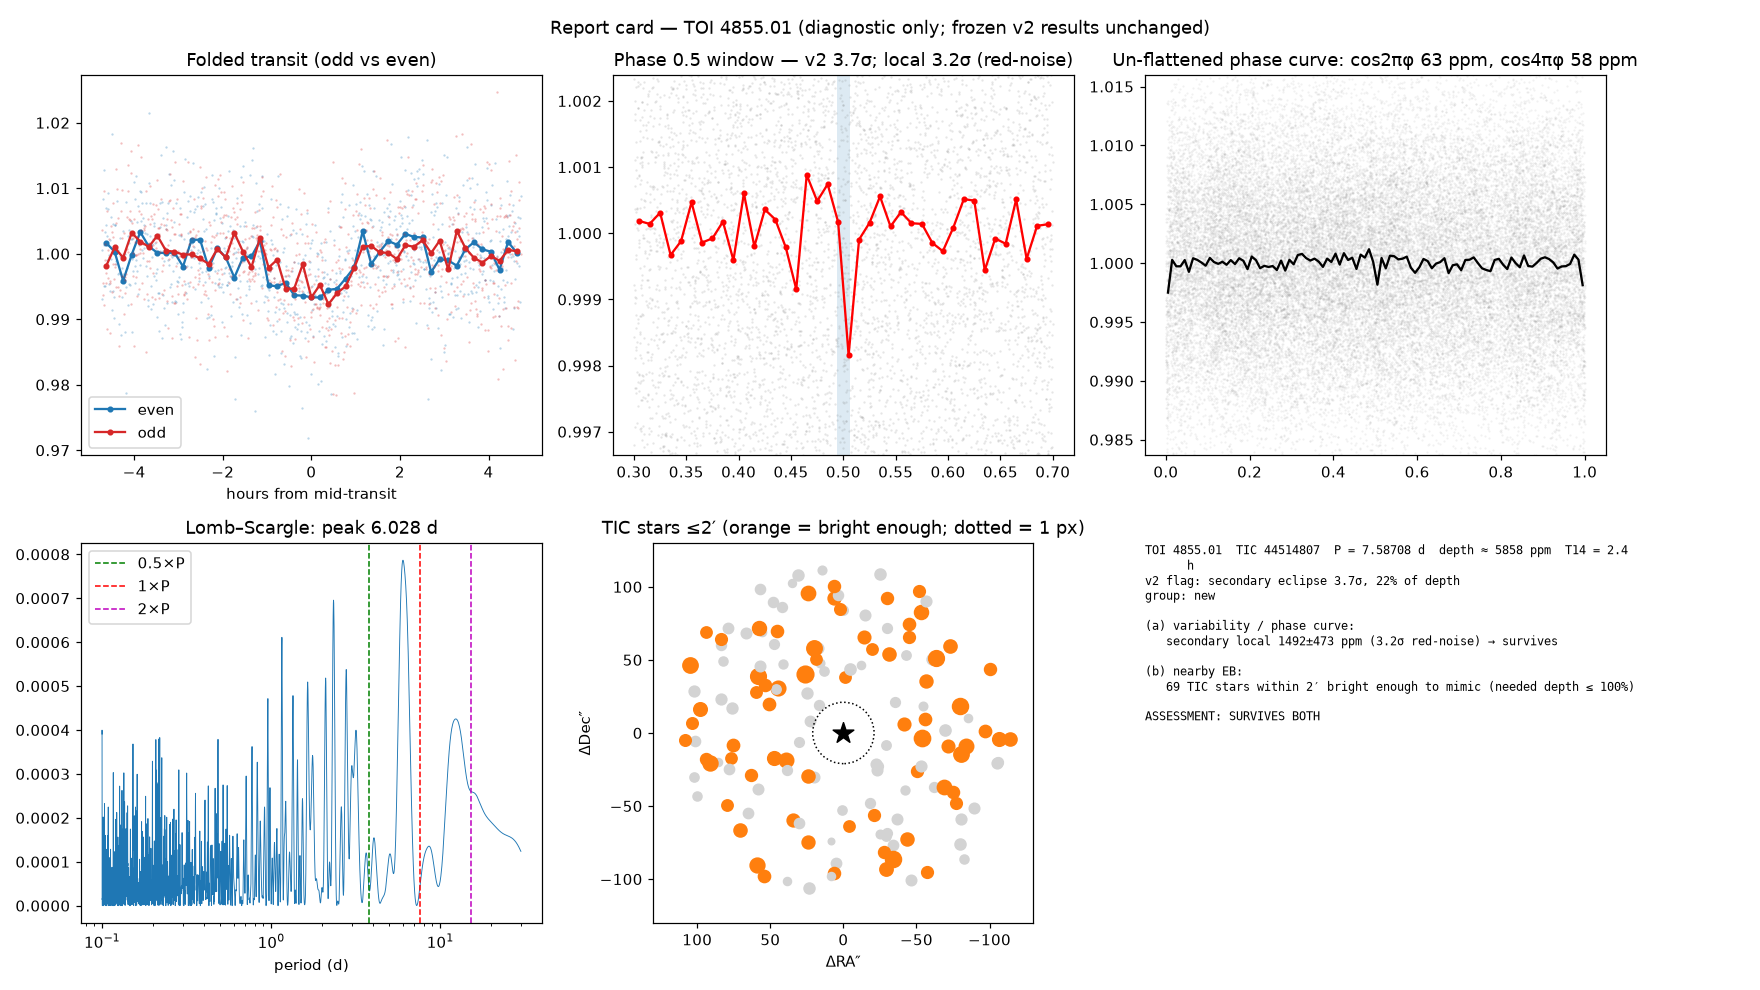 Report card — TOI 4855.01 (diagnostic only; frozen v2 results unchanged)
Folded transit (odd vs even)
1.02
1.01
1.00
0.99
0.98
0.97
even
odd
−4
−2
0
2
4
hours from mid-transit
Phase 0.5 window — v2 3.7σ; local 3.2σ (red-noise)
1.002
1.001
1.000
0.999
0.998
0.997
0.30
0.35
0.40
0.45
0.50
0.55
0.60
0.65
0.70
Un-flattened phase curve: cos2πφ 63 ppm, cos4πφ 58 ppm
1.015
1.010
1.005
1.000
0.995
0.990
0.985
0.0
0.2
0.4
0.6
0.8
1.0
Lomb–Scargle: peak 6.028 d
0.0008
0.0007
0.0006
0.0005
0.0004
0.0003
0.0002
0.0001
0.0000
0.5×P
1×P
2×P
10⁻¹
10⁰
10¹
period (d)
TIC stars ≤2′ (orange = bright enough; dotted = 1 px)
ΔDec″
100
50
0
−50
−100
100
50
0
−50
−100
ΔRA″
TOI 4855.01  TIC 44514807  P = 7.58708 d  depth ≈ 5858 ppm  T14 = 2.4
h
v2 flag: secondary eclipse 3.7σ, 22% of depth
group: new
(a) variability / phase curve:
secondary local 1492±473 ppm (3.2σ red-noise) → survives
(b) nearby EB:
69 TIC stars within 2′ bright enough to mimic (needed depth ≤ 100%)
ASSESSMENT: SURVIVES BOTH